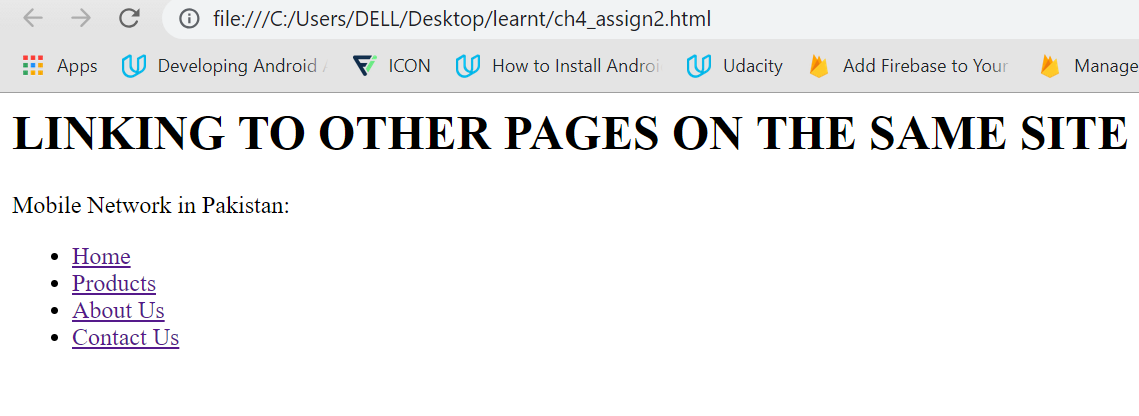 file:///C:/Users/DELL/Desktop/learnt/ch4_assign2.html
Apps Developing Android ICON How to Install Androi Udacity Add Firebase to Your Manage
LINKING TO OTHER PAGES ON THE SAME SITE
Mobile Network in Pakistan:
Home
Products
About Us
Contact Us